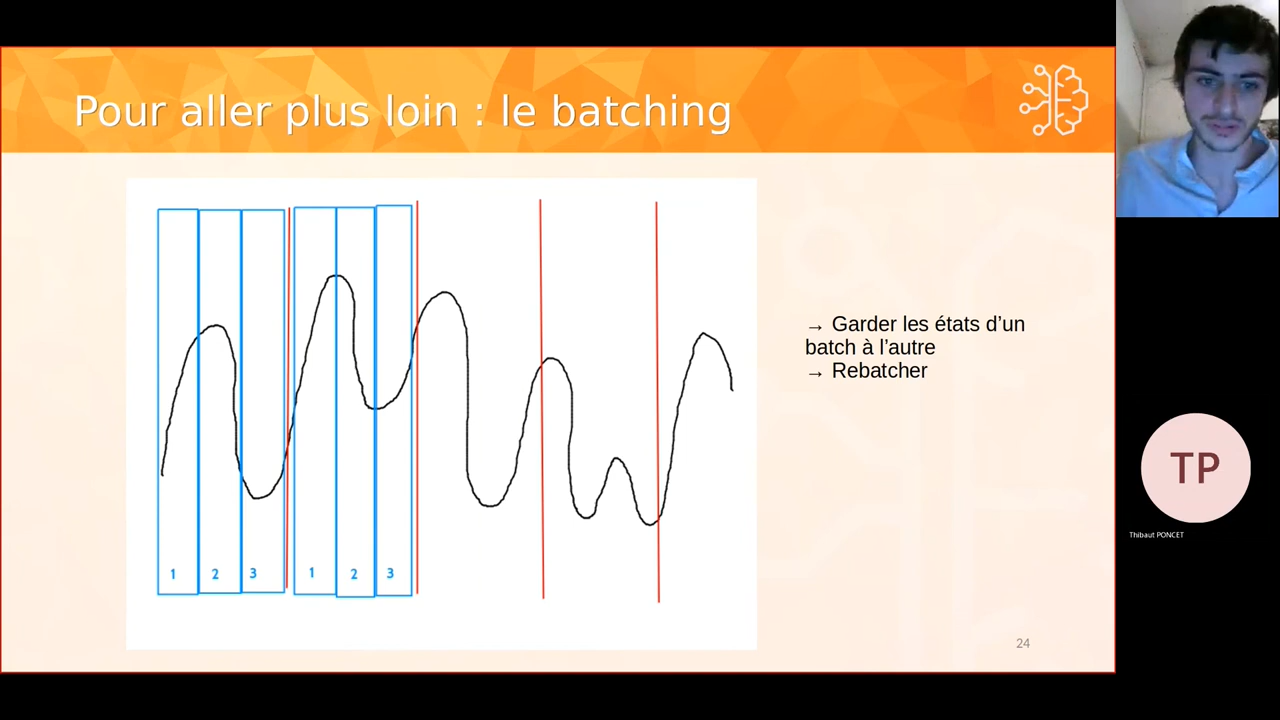 Pour aller plus loin : le batching
1 2 3 1 2 3
→ Garder les états d’un
batch à l’autre
→ Rebatcher
24
TP
Thibaut PONCET